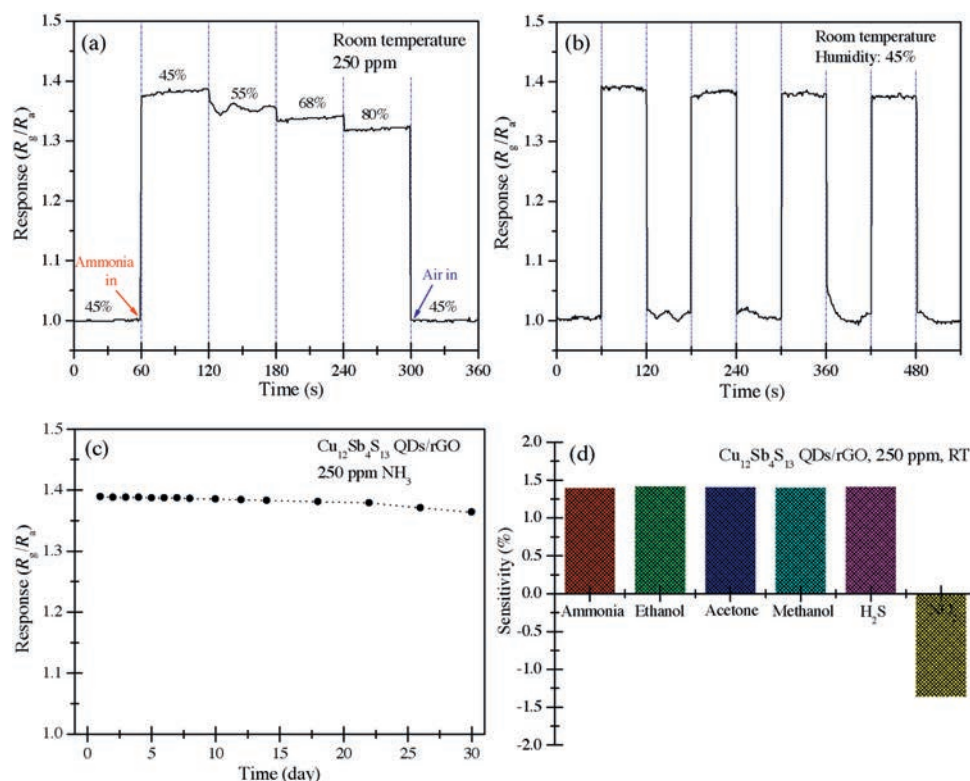 (a)
Room temperature
250 ppm
45%
55%
68%
80%
Ammonia
in
Air in
45%
45%
Response (Rg/Ra)
1.5
1.4
1.3
1.2
1.1
1.0
0 60 120 180 240 300 360
Time (s)
(b)
Room temperature
Humidity: 45%
Response (Rg/Ra)
1.5
1.4
1.3
1.2
1.1
1.0
0 120 240 360 480
Time (s)
(c)
Cu12Sb4S13 QDs/rGO
250 ppm NH3
Response (Rg/Ra)
1.5
1.4
1.3
1.2
1.1
1.0
0 5 10 15 20 25 30
Time (day)
(d)
Cu12Sb4S13 QDs/rGO, 250 ppm, RT
Sensitivity (%)
2.0
1.5
1.0
0.5
0.0
-0.5
-1.0
-1.5
-2.0
Ammonia Ethanol Acetone Methanol H2S